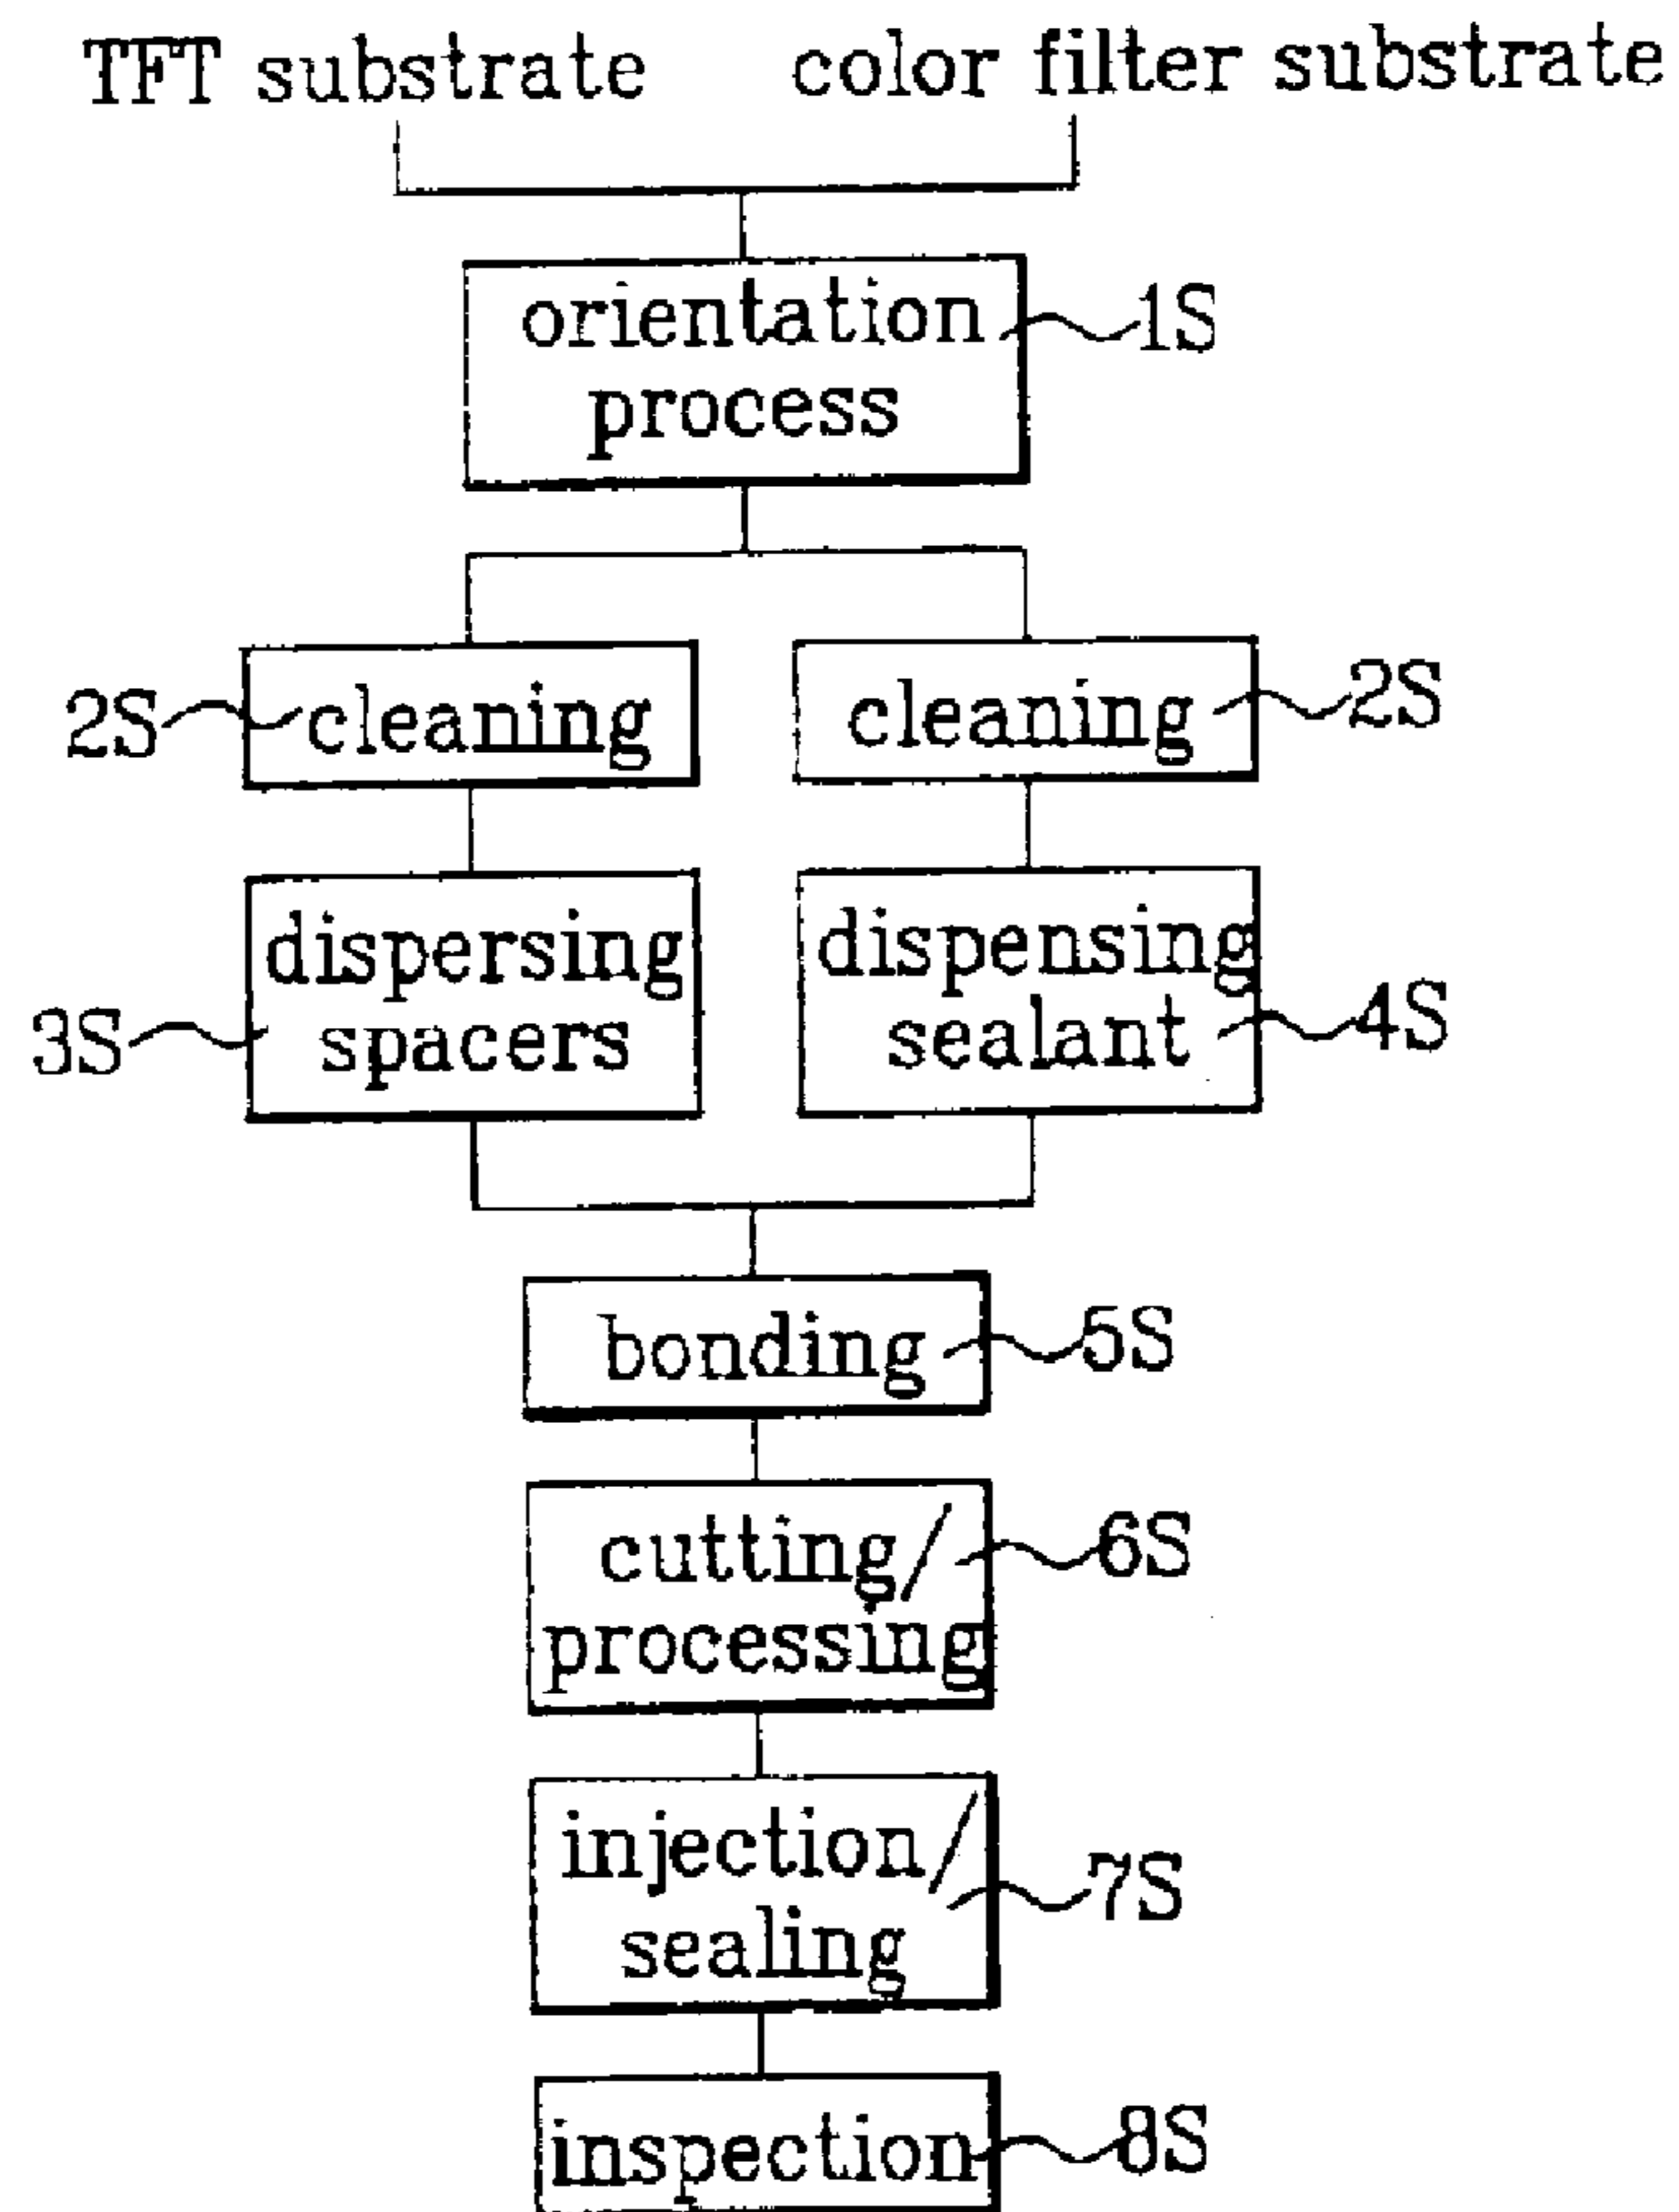 TFT substrate
color filter substrate
orientation
process
1S
2S
cleaning
cleaning
2S
dispersing
spacers
3S
dispensing
sealant
4S
bonding
5S
cutting/
processing
6S
injection/
sealing
7S
inspection
8S